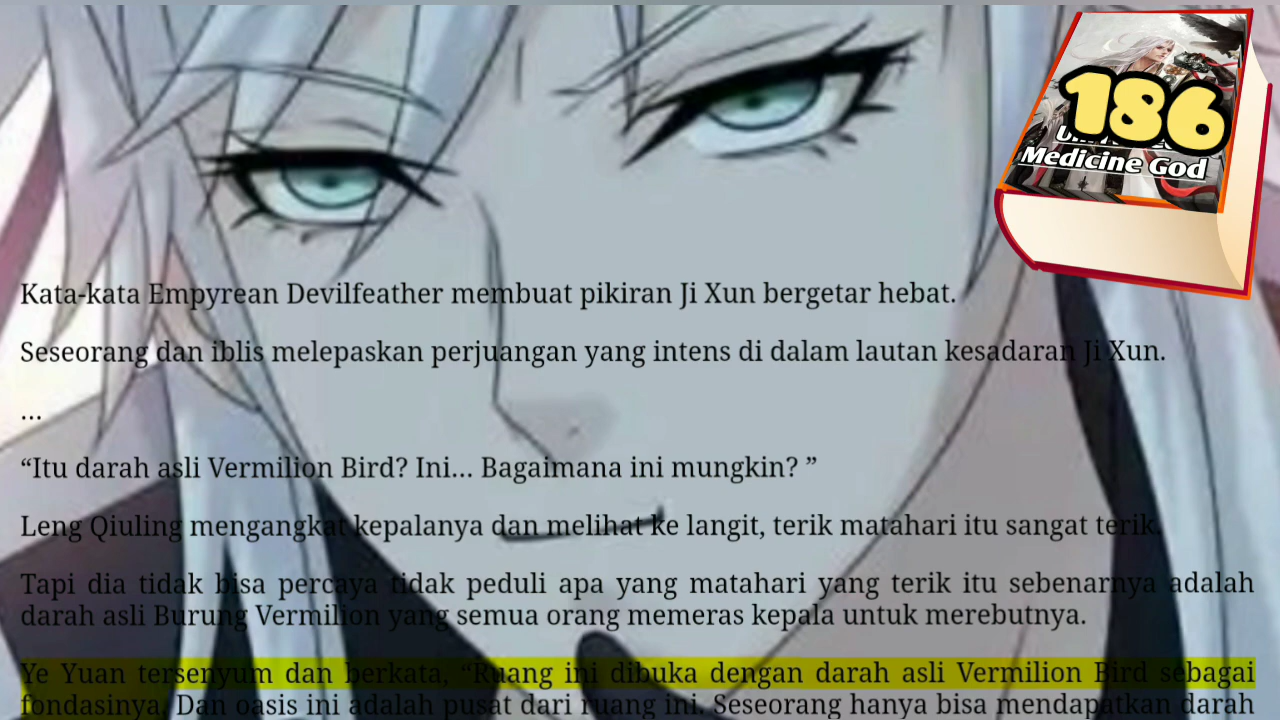 186
Medicine God
Kata-kata Empyrean Devilfeather membuat pikiran Ji Xun bergetar hebat.
Seseorang dan iblis melepaskan perjuangan yang intens di dalam lautan kesadaran Ji Xun.
...
“Itu darah asli Vermilion Bird? Ini... Bagaimana ini mungkin? ”
Leng Qiuling mengangkat kepalanya dan melihat ke langit, terik matahari itu sangat terik.
Tapi dia tidak bisa percaya tidak peduli apa yang matahari yang terik itu sebenarnya adalah
darah asli Burung Vermilion yang semua orang memeras kepala untuk merebutnya.
Ye Yuan tersenyum dan berkata, “Ruang ini dibuka dengan darah asli Vermilion Bird sebagai
fondasinya. Dan oasis ini adalah pusat dari ruang ini. Seseorang hanya bisa mendapatkan darah